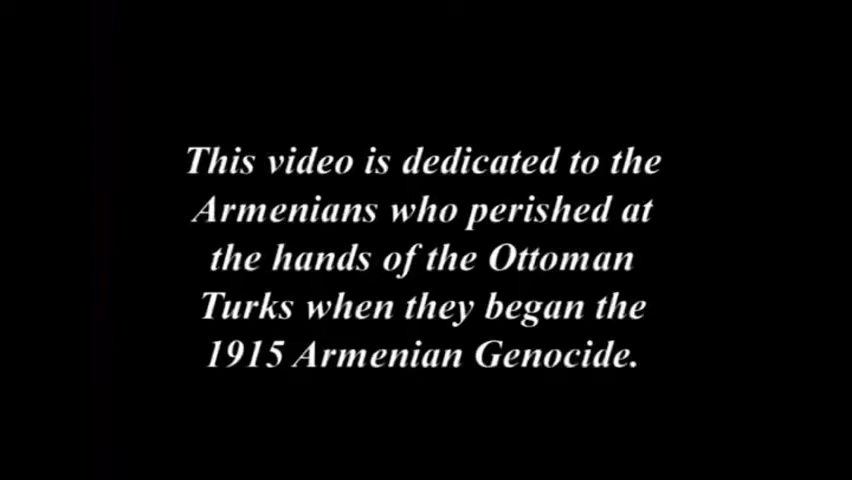 This video is dedicated to the
Armenians who perished at
the hands of the Ottoman
Turks when they began the
1915 Armenian Genocide.